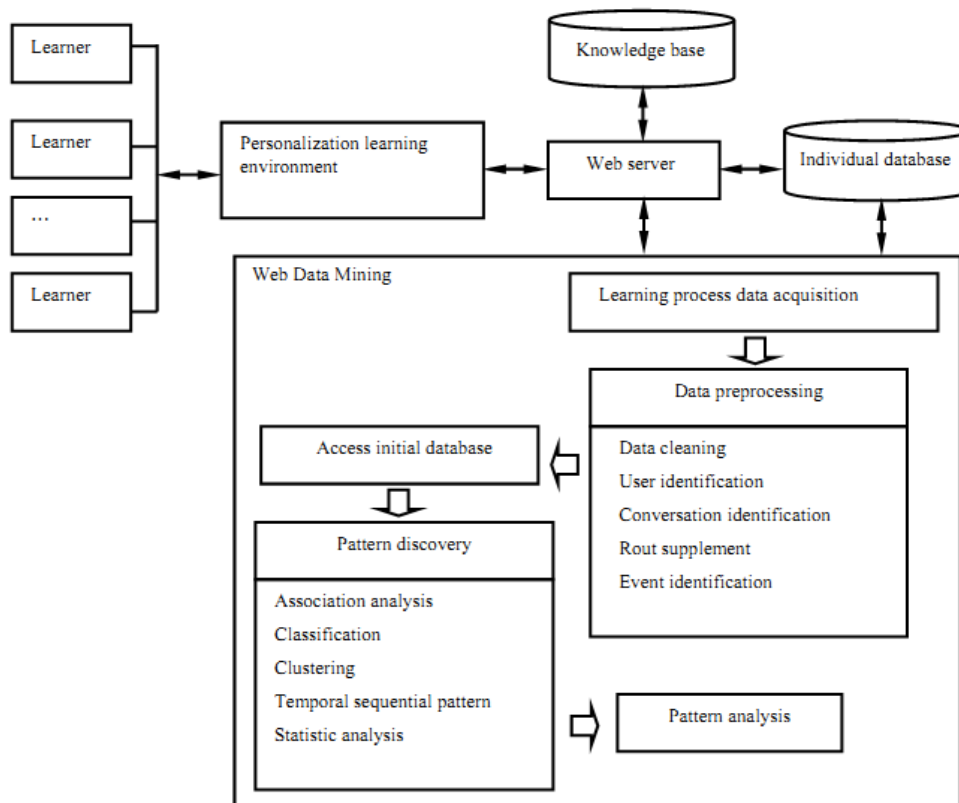 Learner
Knowledge base
Learner
Personalization learning
environment
Web server
Individual database
...
Learner
Web Data Mining
Learning process data acquisition
Data preprocessing
Data cleaning
User identification
Conversation identification
Rout supplement
Event identification
Access initial database
Pattern discovery
Association analysis
Classification
Clustering
Temporal sequential pattern
Statistic analysis
Pattern analysis